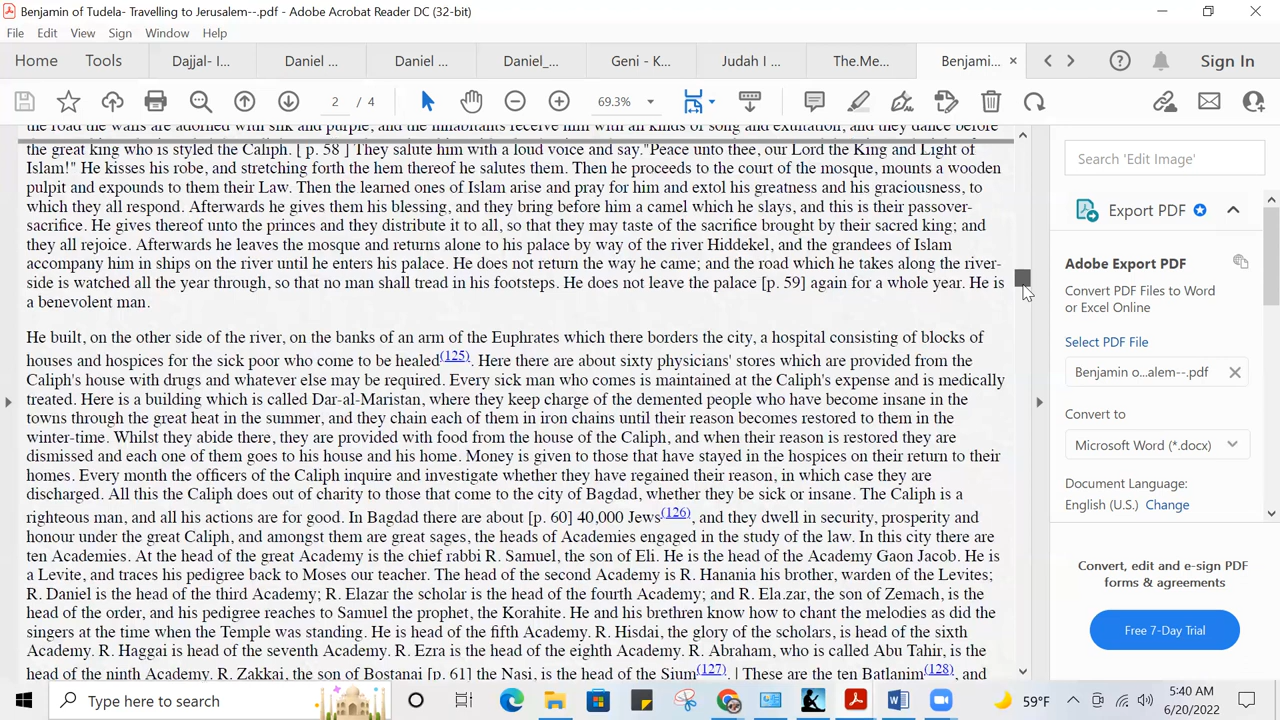 Benjamin of Tudela- Travelling to Jerusalem--.pdf - Adobe Acrobat Reader DC (32-bit)
File Edit View Sign Window Help
Home Tools Dajjal- I... Daniel ... Daniel ... Daniel_... Geni - K... Judah I ... The.Me... Benjami... Sign In
2 / 4 69.3%
the road the walls are adorned with silk and purple, and the inhabitants receive him with all kinds of song and exultation, and they dance before
the great king who is styled the Caliph. [ p. 58 ] They salute him with a loud voice and say."Peace unto thee, our Lord the King and Light of
Islam!" He kisses his robe, and stretching forth the hem thereof he salutes them. Then he proceeds to the court of the mosque, mounts a wooden
pulpit and expounds to them their Law. Then the learned ones of Islam arise and pray for him and extol his greatness and his graciousness, to
which they all respond. Afterwards he gives them his blessing, and they bring before him a camel which he slays, and this is their passover-
sacrifice. He gives thereof unto the princes and they distribute it to all, so that they may taste of the sacrifice brought by their sacred king; and
they all rejoice. Afterwards he leaves the mosque and returns alone to his palace by way of the river Hiddekel, and the grandees of Islam
accompany him in ships on the river until he enters his palace. He does not return the way he came; and the road which he takes along the river-
side is watched all the year through, so that no man shall tread in his footsteps. He does not leave the palace [p. 59] again for a whole year. He is
a benevolent man.
He built, on the other side of the river, on the banks of an arm of the Euphrates which there borders the city, a hospital consisting of blocks of
houses and hospices for the sick poor who come to be healed(125). Here there are about sixty physicians' stores which are provided from the
Caliph's house with drugs and whatever else may be required. Every sick man who comes is maintained at the Caliph's expense and is medically
treated. Here is a building which is called Dar-al-Maristan, where they keep charge of the demented people who have become insane in the
towns through the great heat in the summer, and they chain each of them in iron chains until their reason becomes restored to them in the
winter-time. Whilst they abide there, they are provided with food from the house of the Caliph, and when their reason is restored they are
dismissed and each one of them goes to his house and his home. Money is given to those that have stayed in the hospices on their return to their
homes. Every month the officers of the Caliph inquire and investigate whether they have regained their reason, in which case they are
discharged. All this the Caliph does out of charity to those that come to the city of Bagdad, whether they be sick or insane. The Caliph is a
righteous man, and all his actions are for good. In Bagdad there are about [p. 60] 40,000 Jews(126), and they dwell in security, prosperity and
honour under the great Caliph, and amongst them are great sages, the heads of Academies engaged in the study of the law. In this city there are
ten Academies. At the head of the great Academy is the chief rabbi R. Samuel, the son of Eli. He is the head of the Academy Gaon Jacob. He is
a Levite, and traces his pedigree back to Moses our teacher. The head of the second Academy is R. Hanania his brother, warden of the Levites;
R. Daniel is the head of the third Academy; R. Elazar the scholar is the head of the fourth Academy; and R. Ela.zar, the son of Zemach, is the
head of the order, and his pedigree reaches to Samuel the prophet, the Korahite. He and his brethren know how to chant the melodies as did the
singers at the time when the Temple was standing. He is head of the fifth Academy. R. Hisdai, the glory of the scholars, is head of the sixth
Academy. R. Haggai is head of the seventh Academy. R. Ezra is the head of the eighth Academy. R. Abraham, who is called Abu Tahir, is the
head of the ninth Academy. R. Zakkai, the son of Bostanai [p. 61] the Nasi, is the head of the Sium(127). | These are the ten Batlanim(128), and
Search 'Edit Image'
Export PDF
Adobe Export PDF
Convert PDF Files to Word
or Excel Online
Select PDF File
Benjamin o...alem--.pdf
Convert to
Microsoft Word (*.docx)
Document Language:
English (U.S.) Change
Convert, edit and e-sign PDF
forms & agreements
Free 7-Day Trial
Type here to search
59°F
5:40 AM
6/20/2022